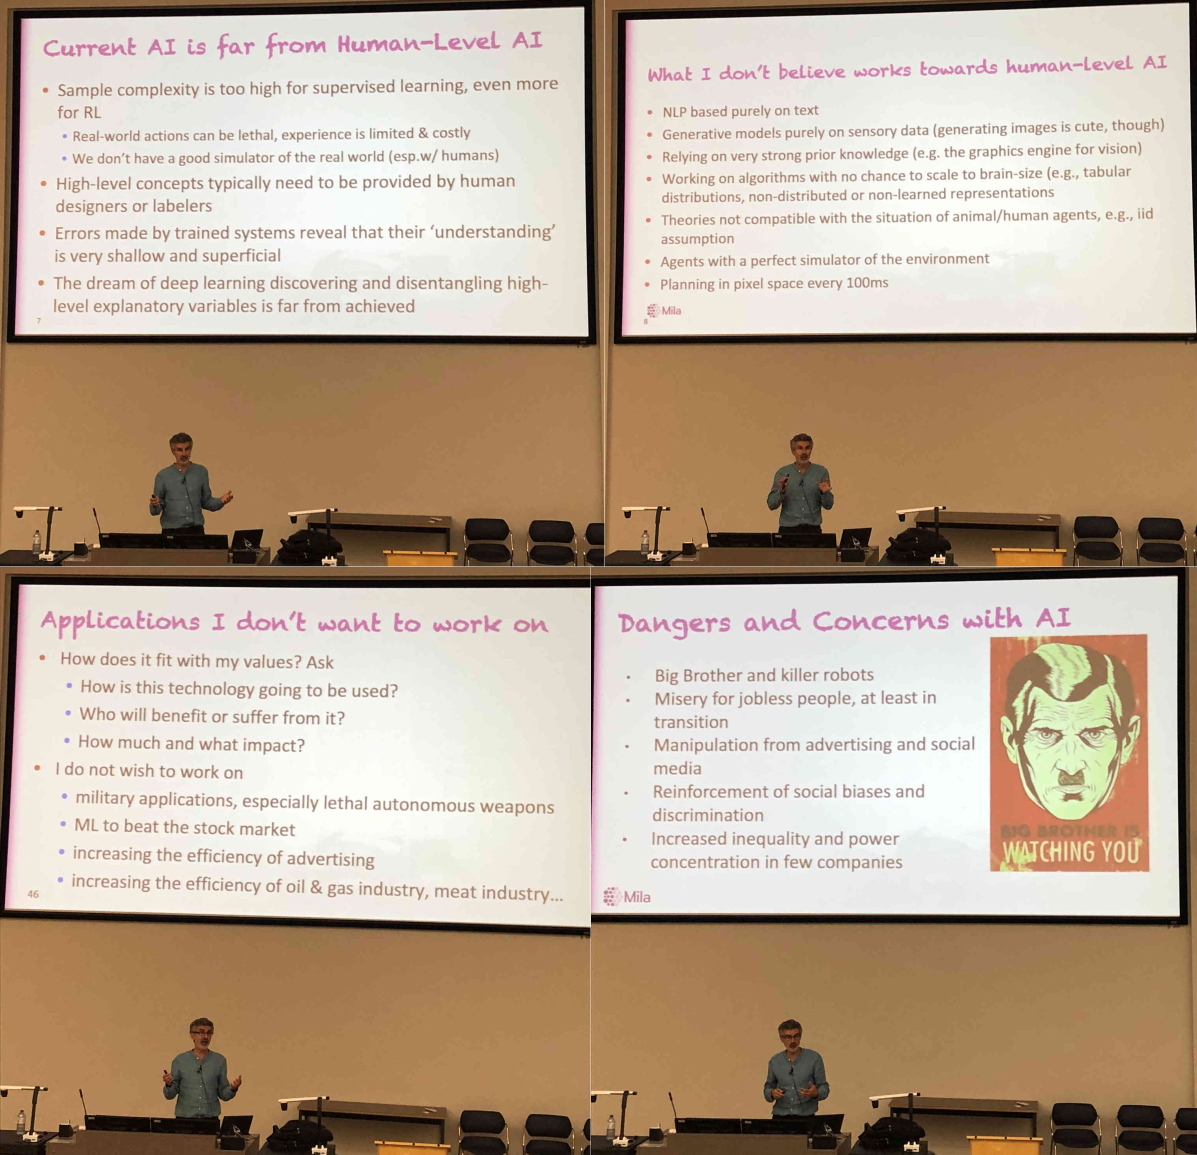 Current AI is far from Human-Level AI
• Sample complexity is too high for supervised learning, even more
for RL
• Real-world actions can be lethal, experience is limited & costly
• We don't have a good simulator of the real world (esp.w/ humans)
• High-level concepts typically need to be provided by human
designers or labelers
• Errors made by trained systems reveal that their 'understanding'
is very shallow and superficial
• The dream of deep learning discovering and disentangling high-
level explanatory variables is far from achieved
7
What I don't believe works towards human-level AI
• NLP based purely on text
• Generative models purely on sensory data (generating images is cute, though)
• Relying on very strong prior knowledge (e.g. the graphics engine for vision)
• Working on algorithms with no chance to scale to brain-size (e.g., tabular
distributions, non-distributed or non-learned representations
• Theories not compatible with the situation of animal/human agents, e.g., iid
assumption
• Agents with a perfect simulator of the environment
• Planning in pixel space every 100ms
Mila
8
Applications I don't want to work on
• How does it fit with my values? Ask
• How is this technology going to be used?
• Who will benefit or suffer from it?
• How much and what impact?
• I do not wish to work on
• military applications, especially lethal autonomous weapons
• ML to beat the stock market
• increasing the efficiency of advertising
• increasing the efficiency of oil & gas industry, meat industry...
46
Dangers and Concerns with AI
• Big Brother and killer robots
• Misery for jobless people, at least in
transition
• Manipulation from advertising and social
media
• Reinforcement of social biases and
discrimination
• Increased inequality and power
concentration in few companies
BIG BROTHER IS
WATCHING YOU
Mila